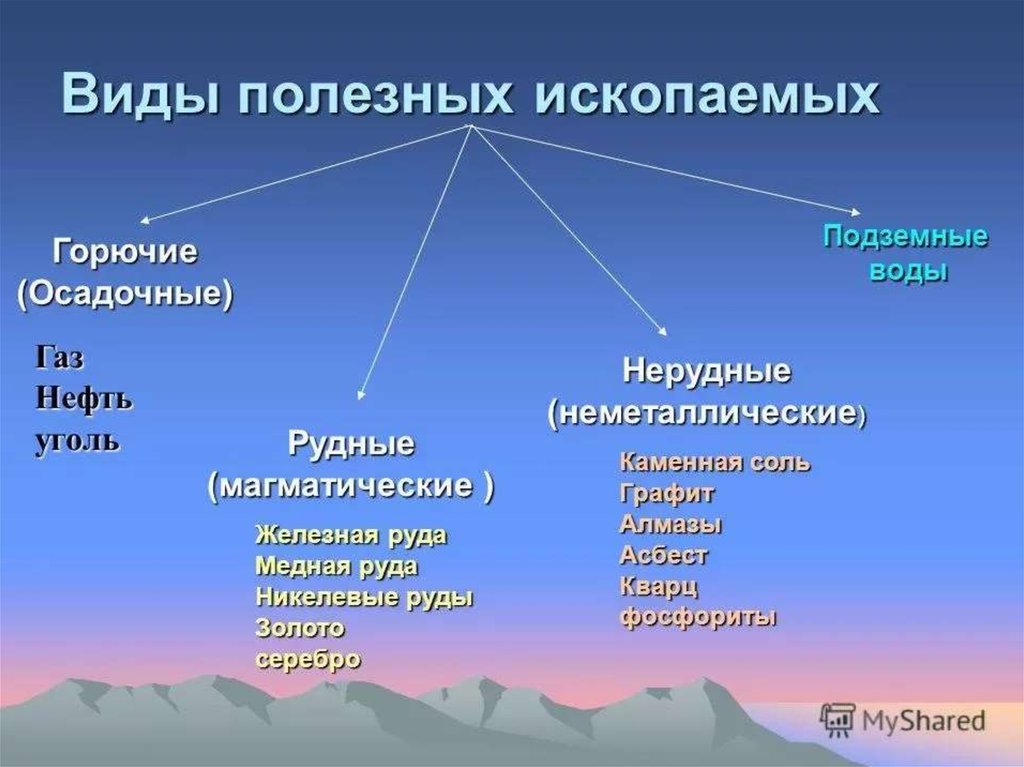 Виды полезных ископаемых
Горючие
(Осадочные)
Газ
Нефть
уголь
Рудные
(магматические )
Железная руда
Медная руда
Никелевые руды
Золото
серебро
Нерудные
(неметаллические)
Каменная соль
Графит
Алмазы
Асбест
Кварц
фосфориты
Подземные
воды
MyShared